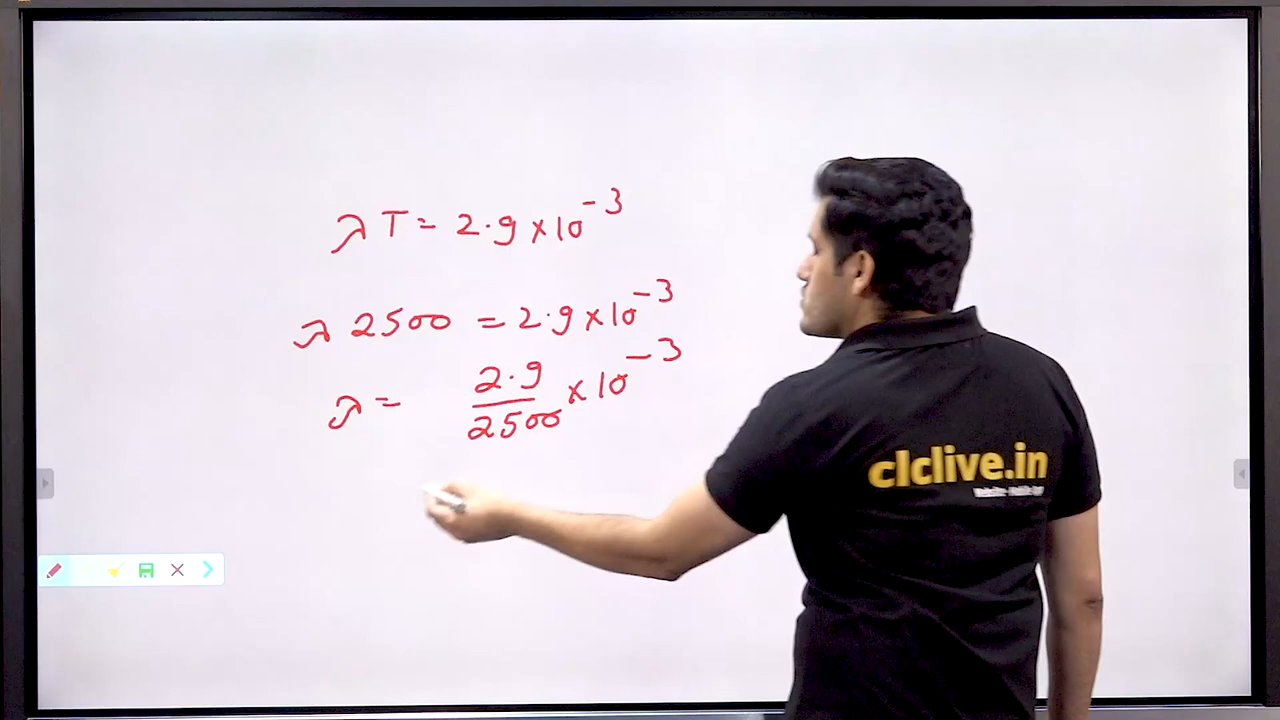 λT = 2.9 × 10⁻³
λ 2500 = 2.9 × 10⁻³
λ = 2.9/2500 × 10⁻³
clclive.in